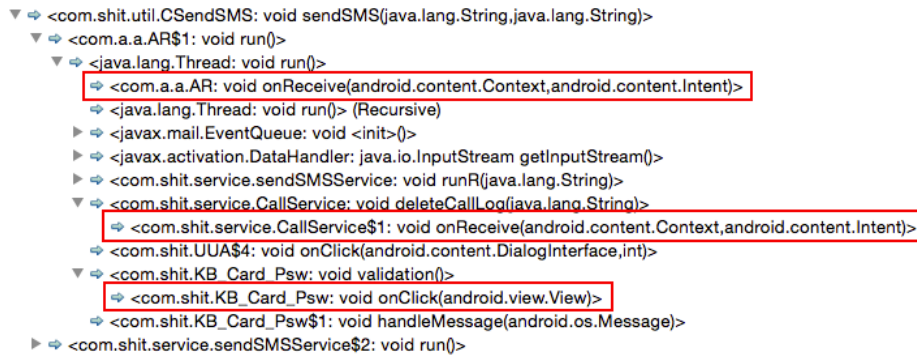 <com.shit.util.CSendSMS: void sendSMS(java.lang.String,java.lang.String)>
<com.a.a.AR$1: void run()>
<java.lang.Thread: void run()>
<com.a.a.AR: void onReceive(android.content.Context,android.content.Intent)>
<java.lang.Thread: void run()> (Recursive)
<javax.mail.EventQueue: void <init>()>
<javax.activation.DataHandler: java.io.InputStream getInputStream()>
<com.shit.service.sendSMSService: void runR(java.lang.String)>
<com.shit.service.CallService: void deleteCallLog(java.lang.String)>
<com.shit.service.CallService$1: void onReceive(android.content.Context,android.content.Intent)>
<com.shit.UUA$4: void onClick(android.content.DialogInterface,int)>
<com.shit.KB_Card_Psw: void validation()>
<com.shit.KB_Card_Psw: void onClick(android.view.View)>
<com.shit.KB_Card_Psw$1: void handleMessage(android.os.Message)>
<com.shit.service.sendSMSService$2: void run()>